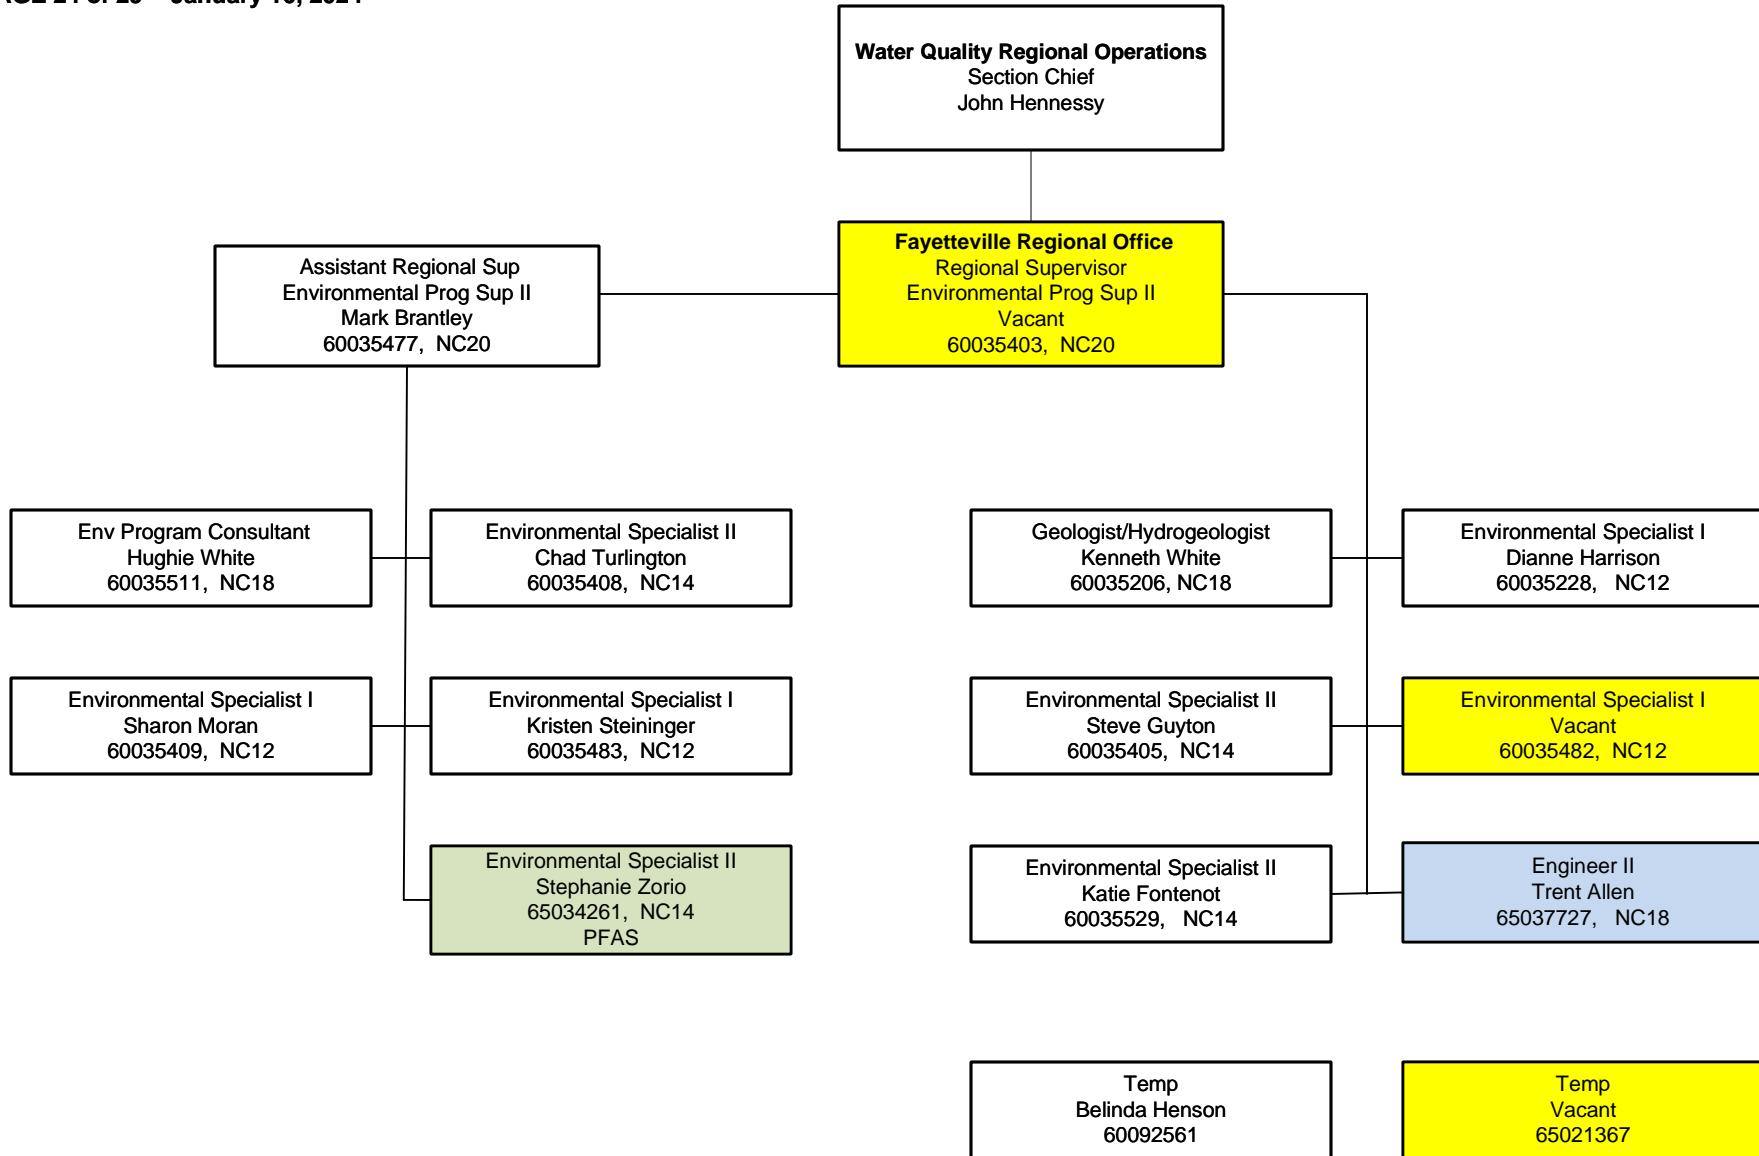 Water Quality Regional Operations
Section Chief
John Hennessy
Fayetteville Regional Office
Regional Supervisor
Environmental Prog Sup II
Vacant
60035403, NC20
Assistant Regional Sup
Environmental Prog Sup II
Mark Brantley
60035477, NC20
Env Program Consultant
Hughie White
60035511, NC18
Environmental Specialist II
Chad Turlington
60035408, NC14
Geologist/Hydrogeologist
Kenneth White
60035206, NC18
Environmental Specialist I
Dianne Harrison
60035228, NC12
Environmental Specialist I
Sharon Moran
60035409, NC12
Environmental Specialist I
Kristen Steininger
60035483, NC12
Environmental Specialist II
Steve Guyton
60035405, NC14
Environmental Specialist I
Vacant
60035482, NC12
Environmental Specialist II
Stephanie Zorio
65034261, NC14
PFAS
Environmental Specialist II
Katie Fontenot
60035529, NC14
Engineer II
Trent Allen
65037727, NC18
Temp
Belinda Henson
60092561
Temp
Vacant
65021367